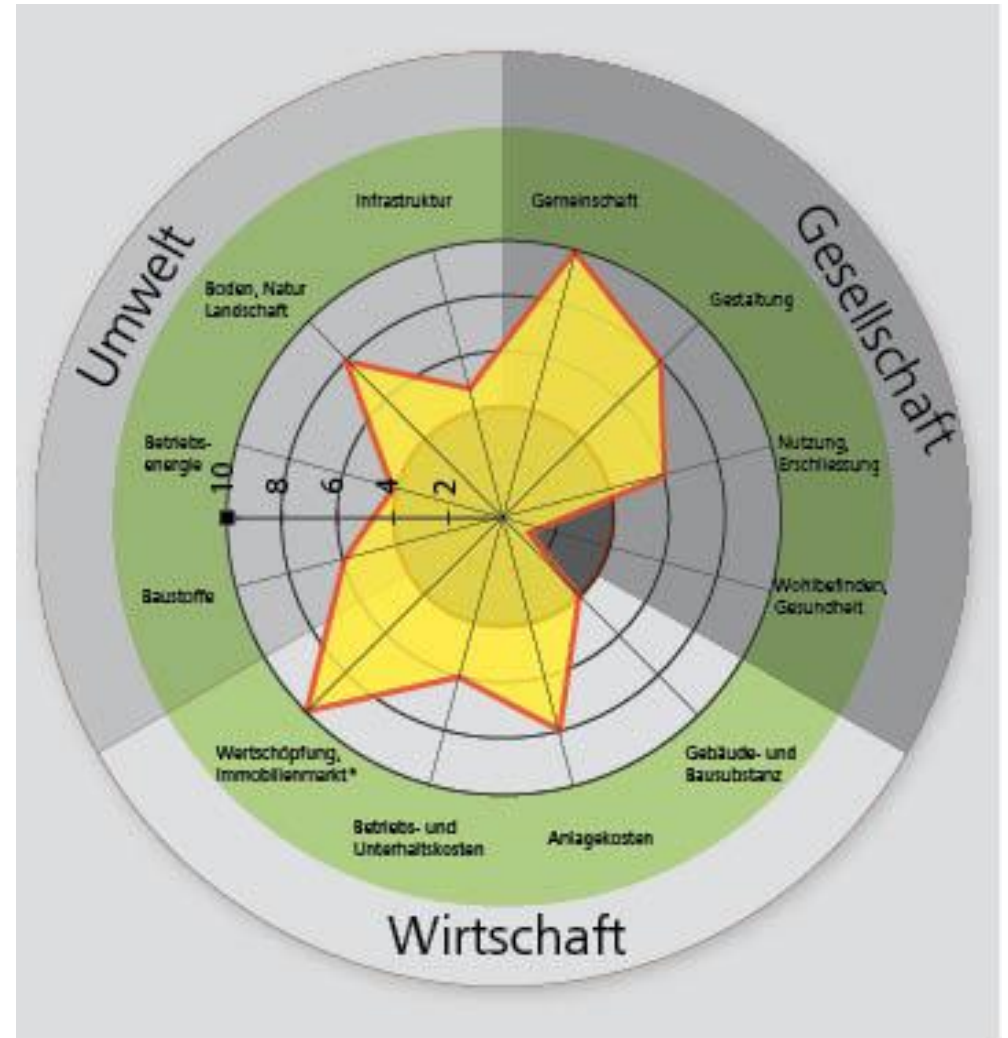 Umwelt
Gesellschaft
Wirtschaft
Infrastruktur
Gemeinschaft
Boden, Natur
Landschaft
Gestaltung
Betriebs-
energie
Nutzung,
Erschliessung
10 8 6 4 2
Baustoffe
Wohlbefinden,
Gesundheit
Wertschöpfung,
Immobilienmarkt*
Gebäude- und
Bausubstanz
Betriebs- und
Unterhaltskosten
Anlagekosten